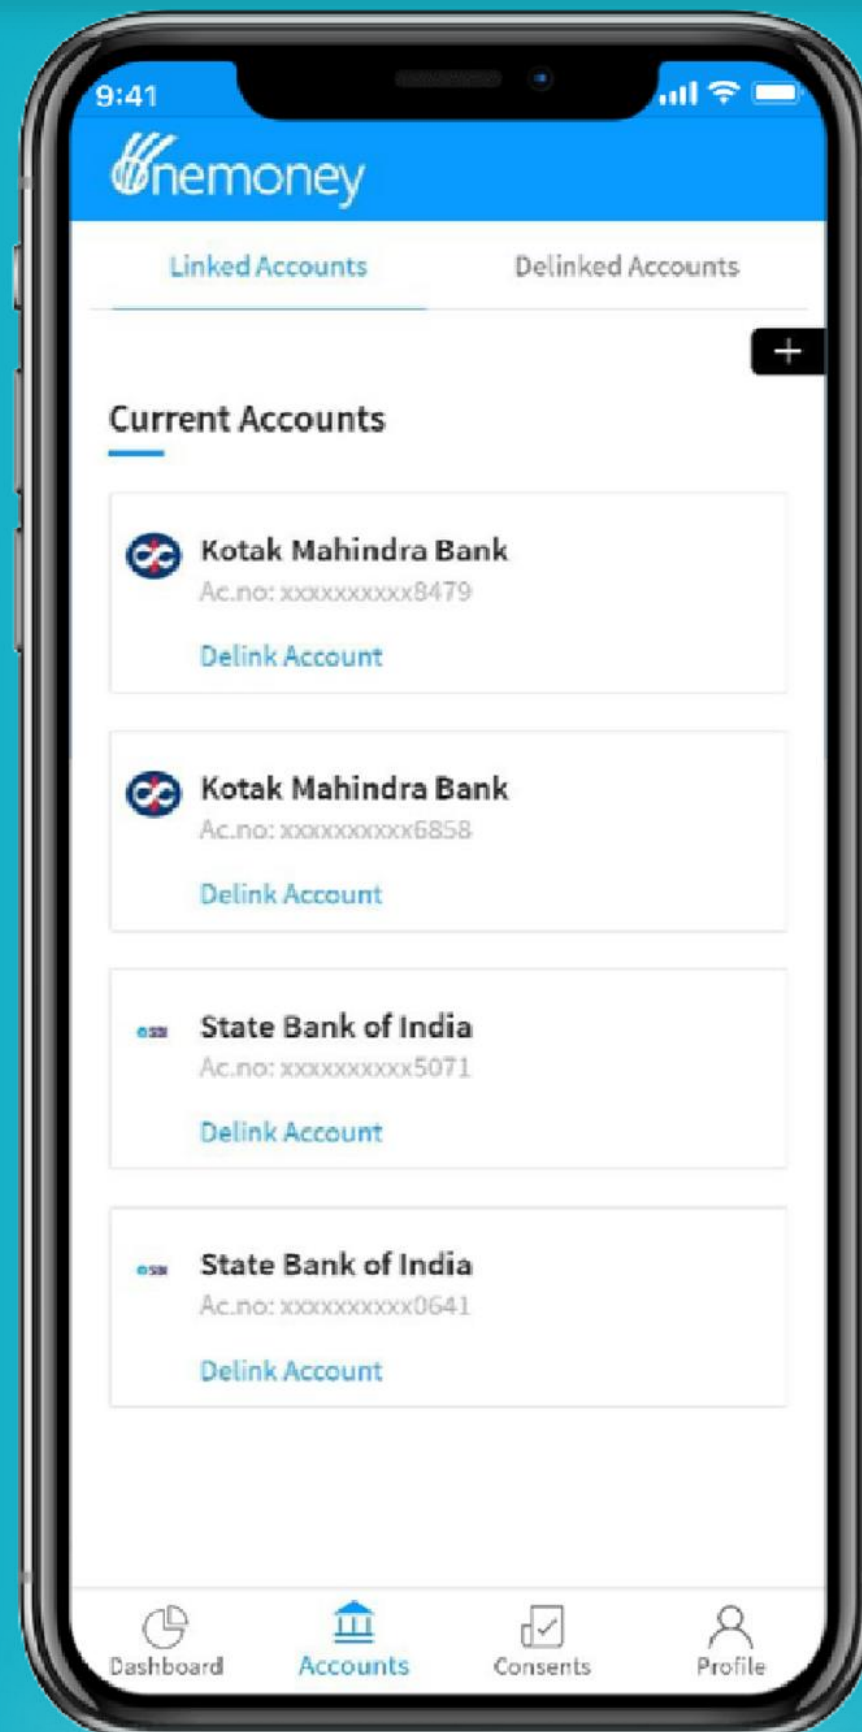 9:41
Onemoney
Linked Accounts Delinked Accounts
+
Current Accounts
Kotak Mahindra Bank
Ac.no: xxxxxxxxxx8479
Delink Account
Kotak Mahindra Bank
Ac.no: xxxxxxxxxx6858
Delink Account
SBI State Bank of India
Ac.no: xxxxxxxxxx5071
Delink Account
SBI State Bank of India
Ac.no: xxxxxxxxxx0641
Delink Account
Dashboard Accounts Consents Profile